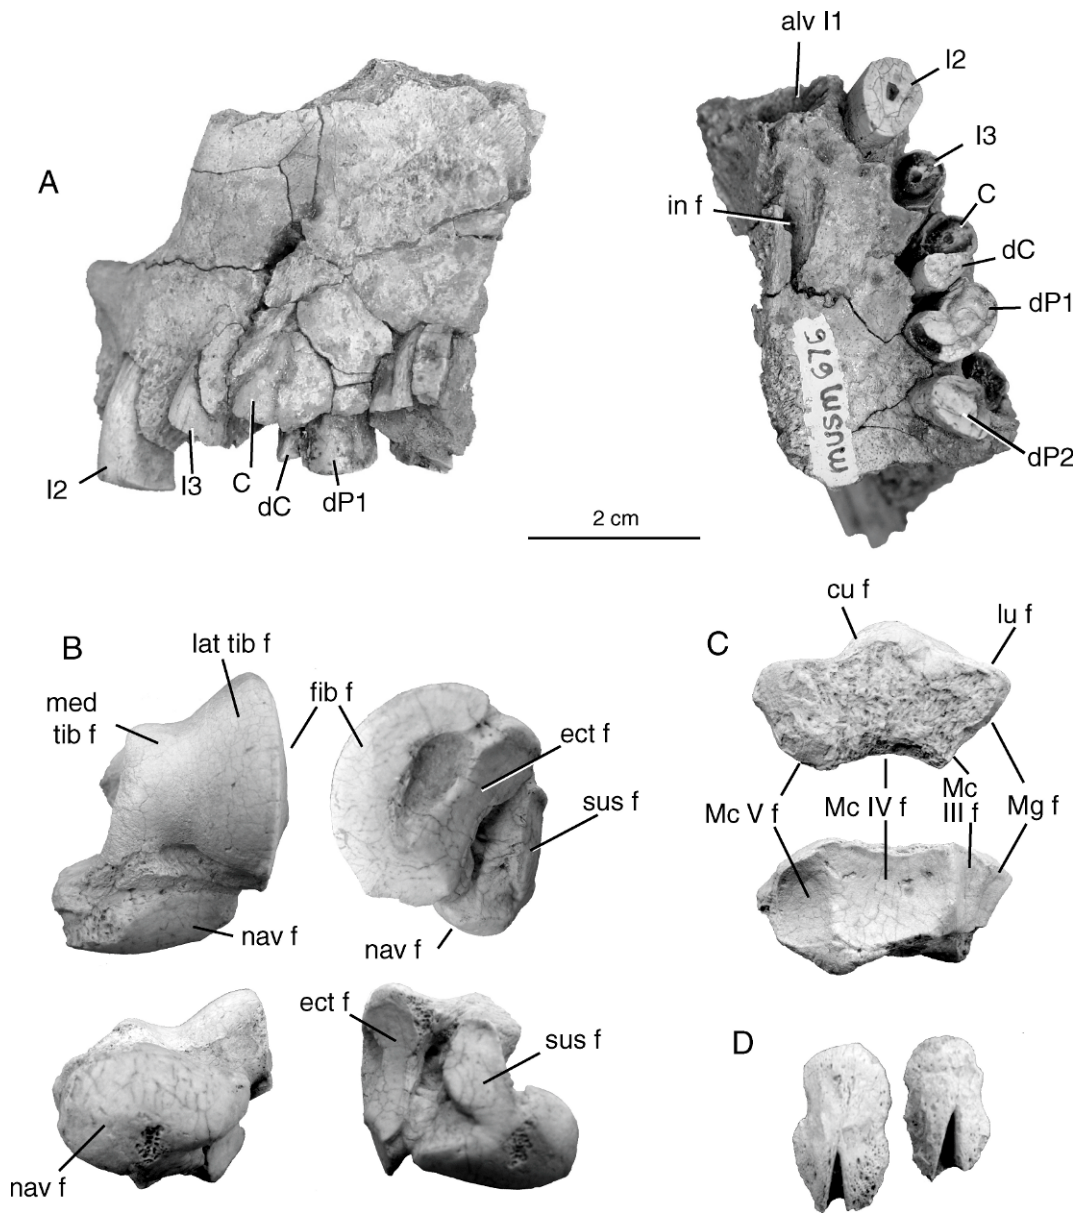 A
I2
I3
C
dC
dP1
alv I1
I2
I3
C
in f
dC
dP1
dP2
MUSM 676
2 cm
B
lat tib f
med
tib f
fib f
ect f
sus f
nav f
nav f
ect f
sus f
nav f
C
cu f
lu f
Mc V f
Mc IV f
Mc
III f
Mg f
D